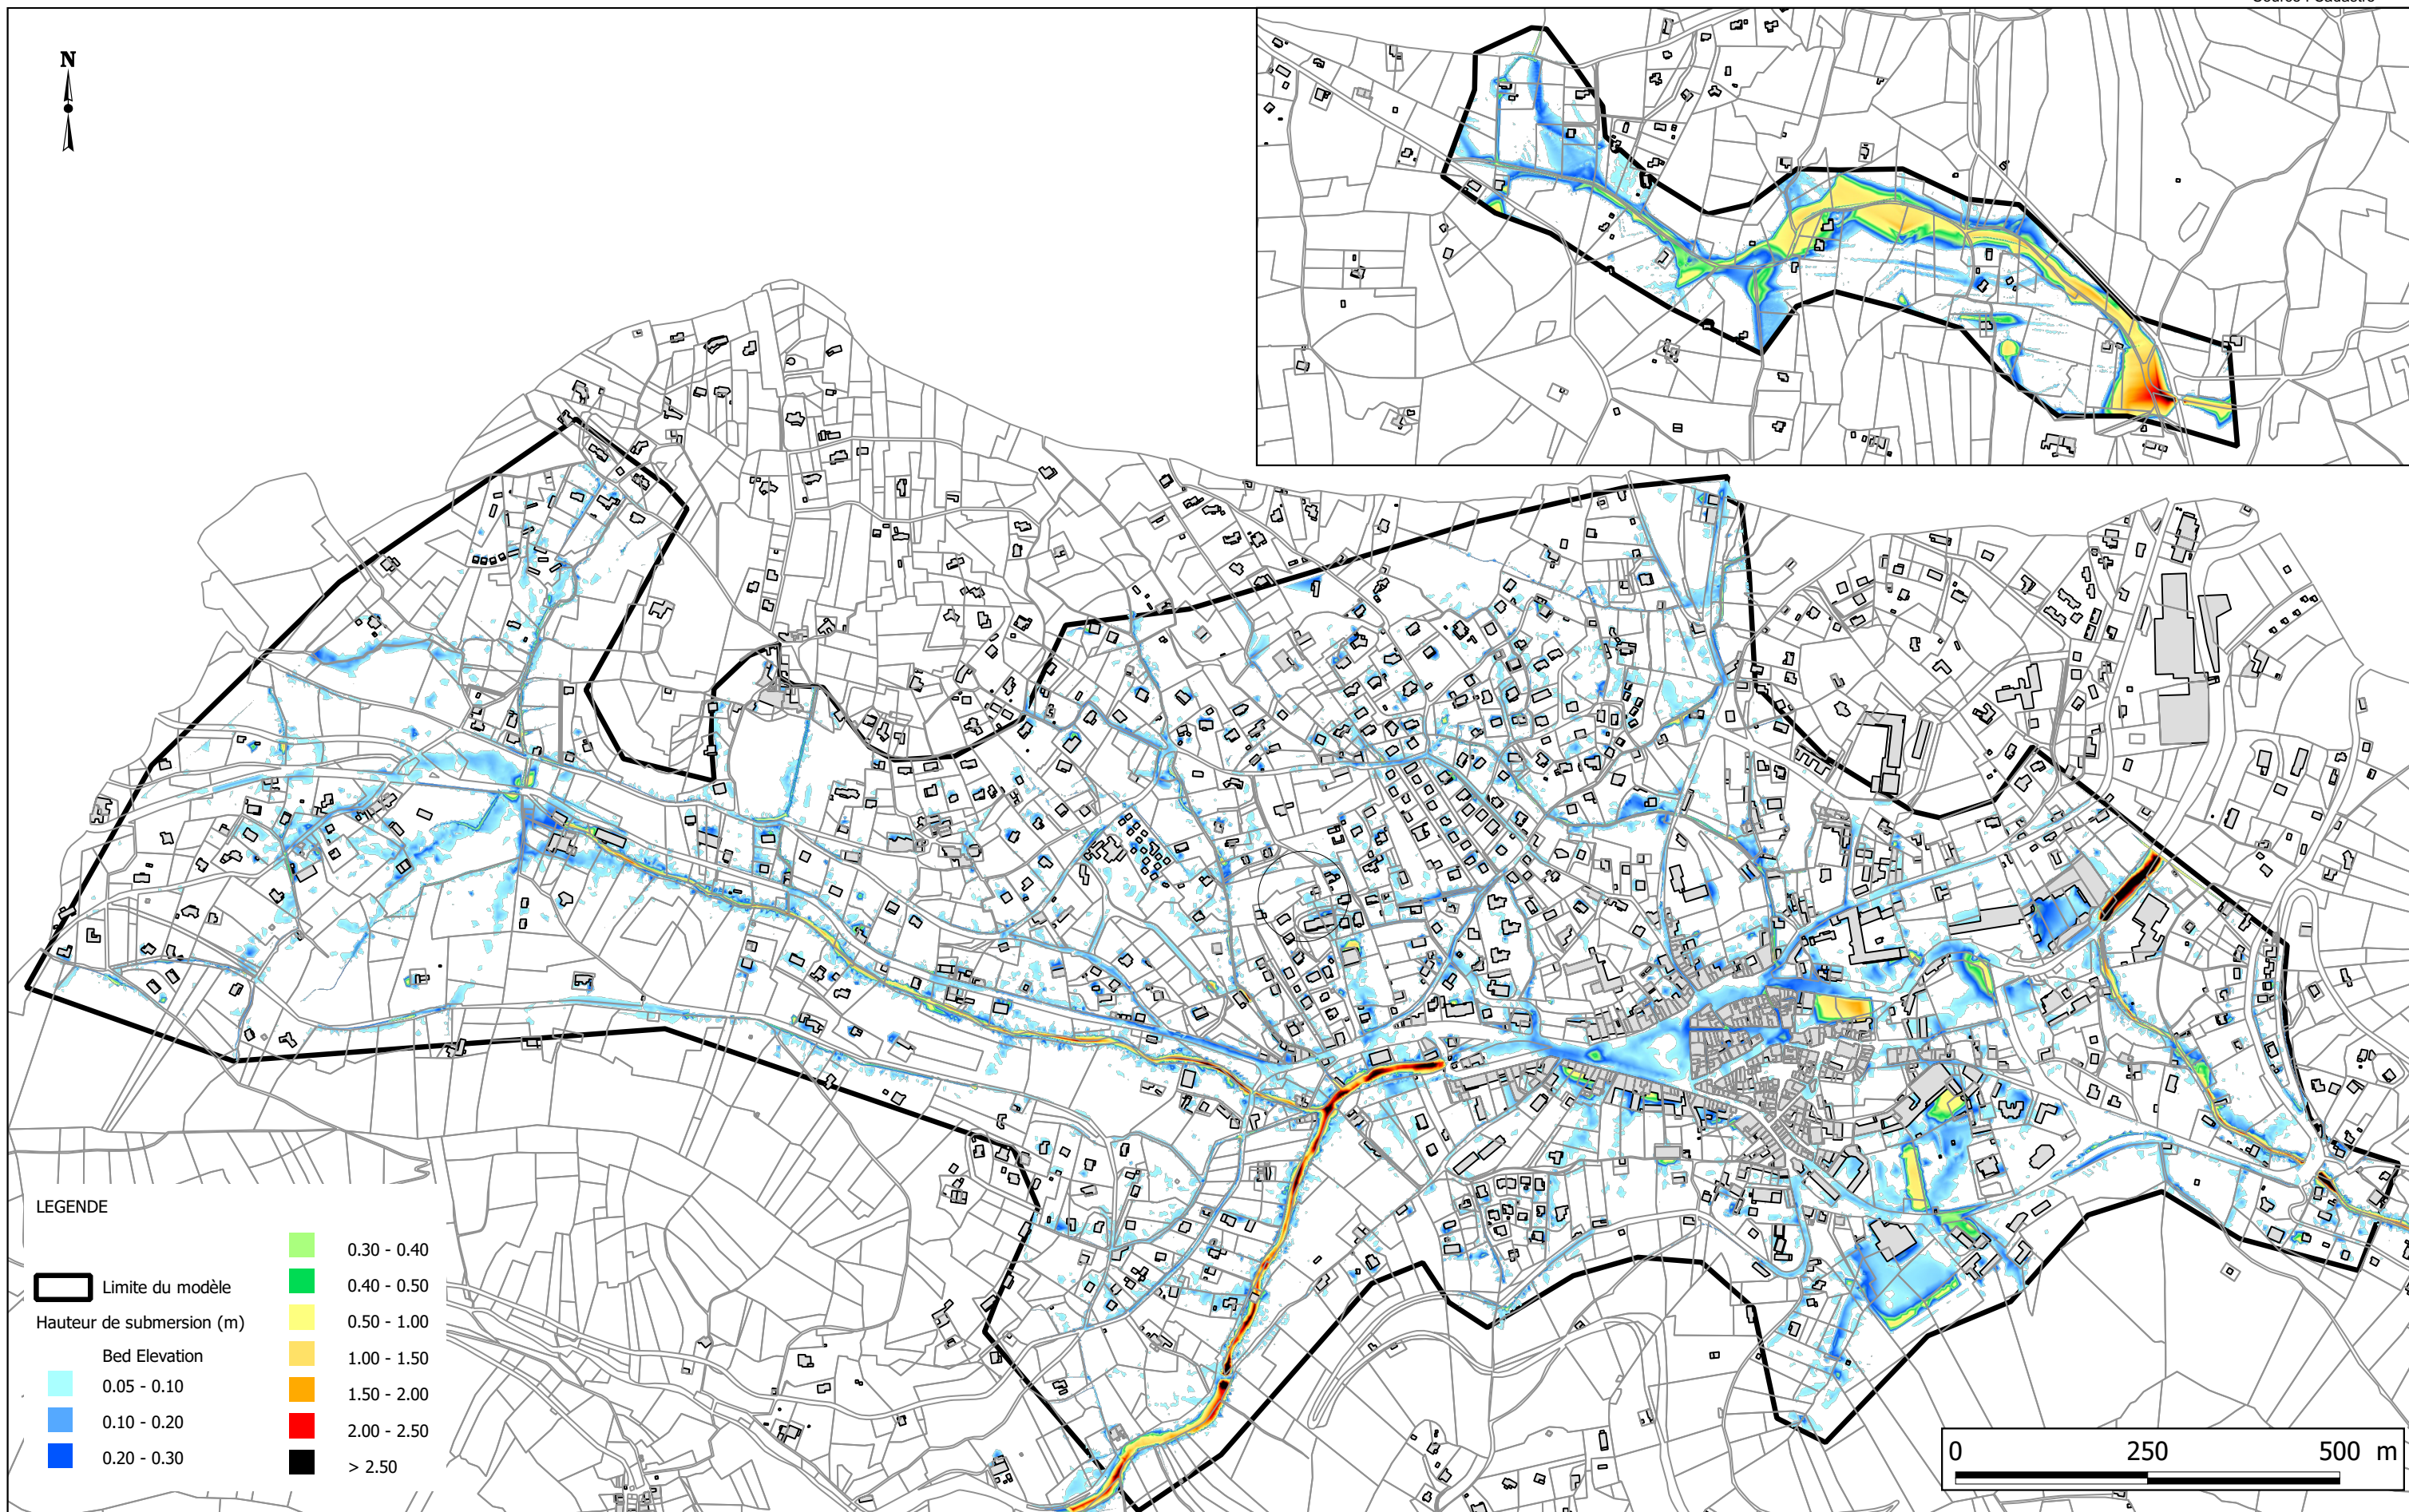 N
LEGENDE
Limite du modèle
Hauteur de submersion (m)
Bed Elevation
0.05 - 0.10
0.10 - 0.20
0.20 - 0.30
0.30 - 0.40
0.40 - 0.50
0.50 - 1.00
1.00 - 1.50
1.50 - 2.00
2.00 - 2.50
> 2.50
0 250 500 m